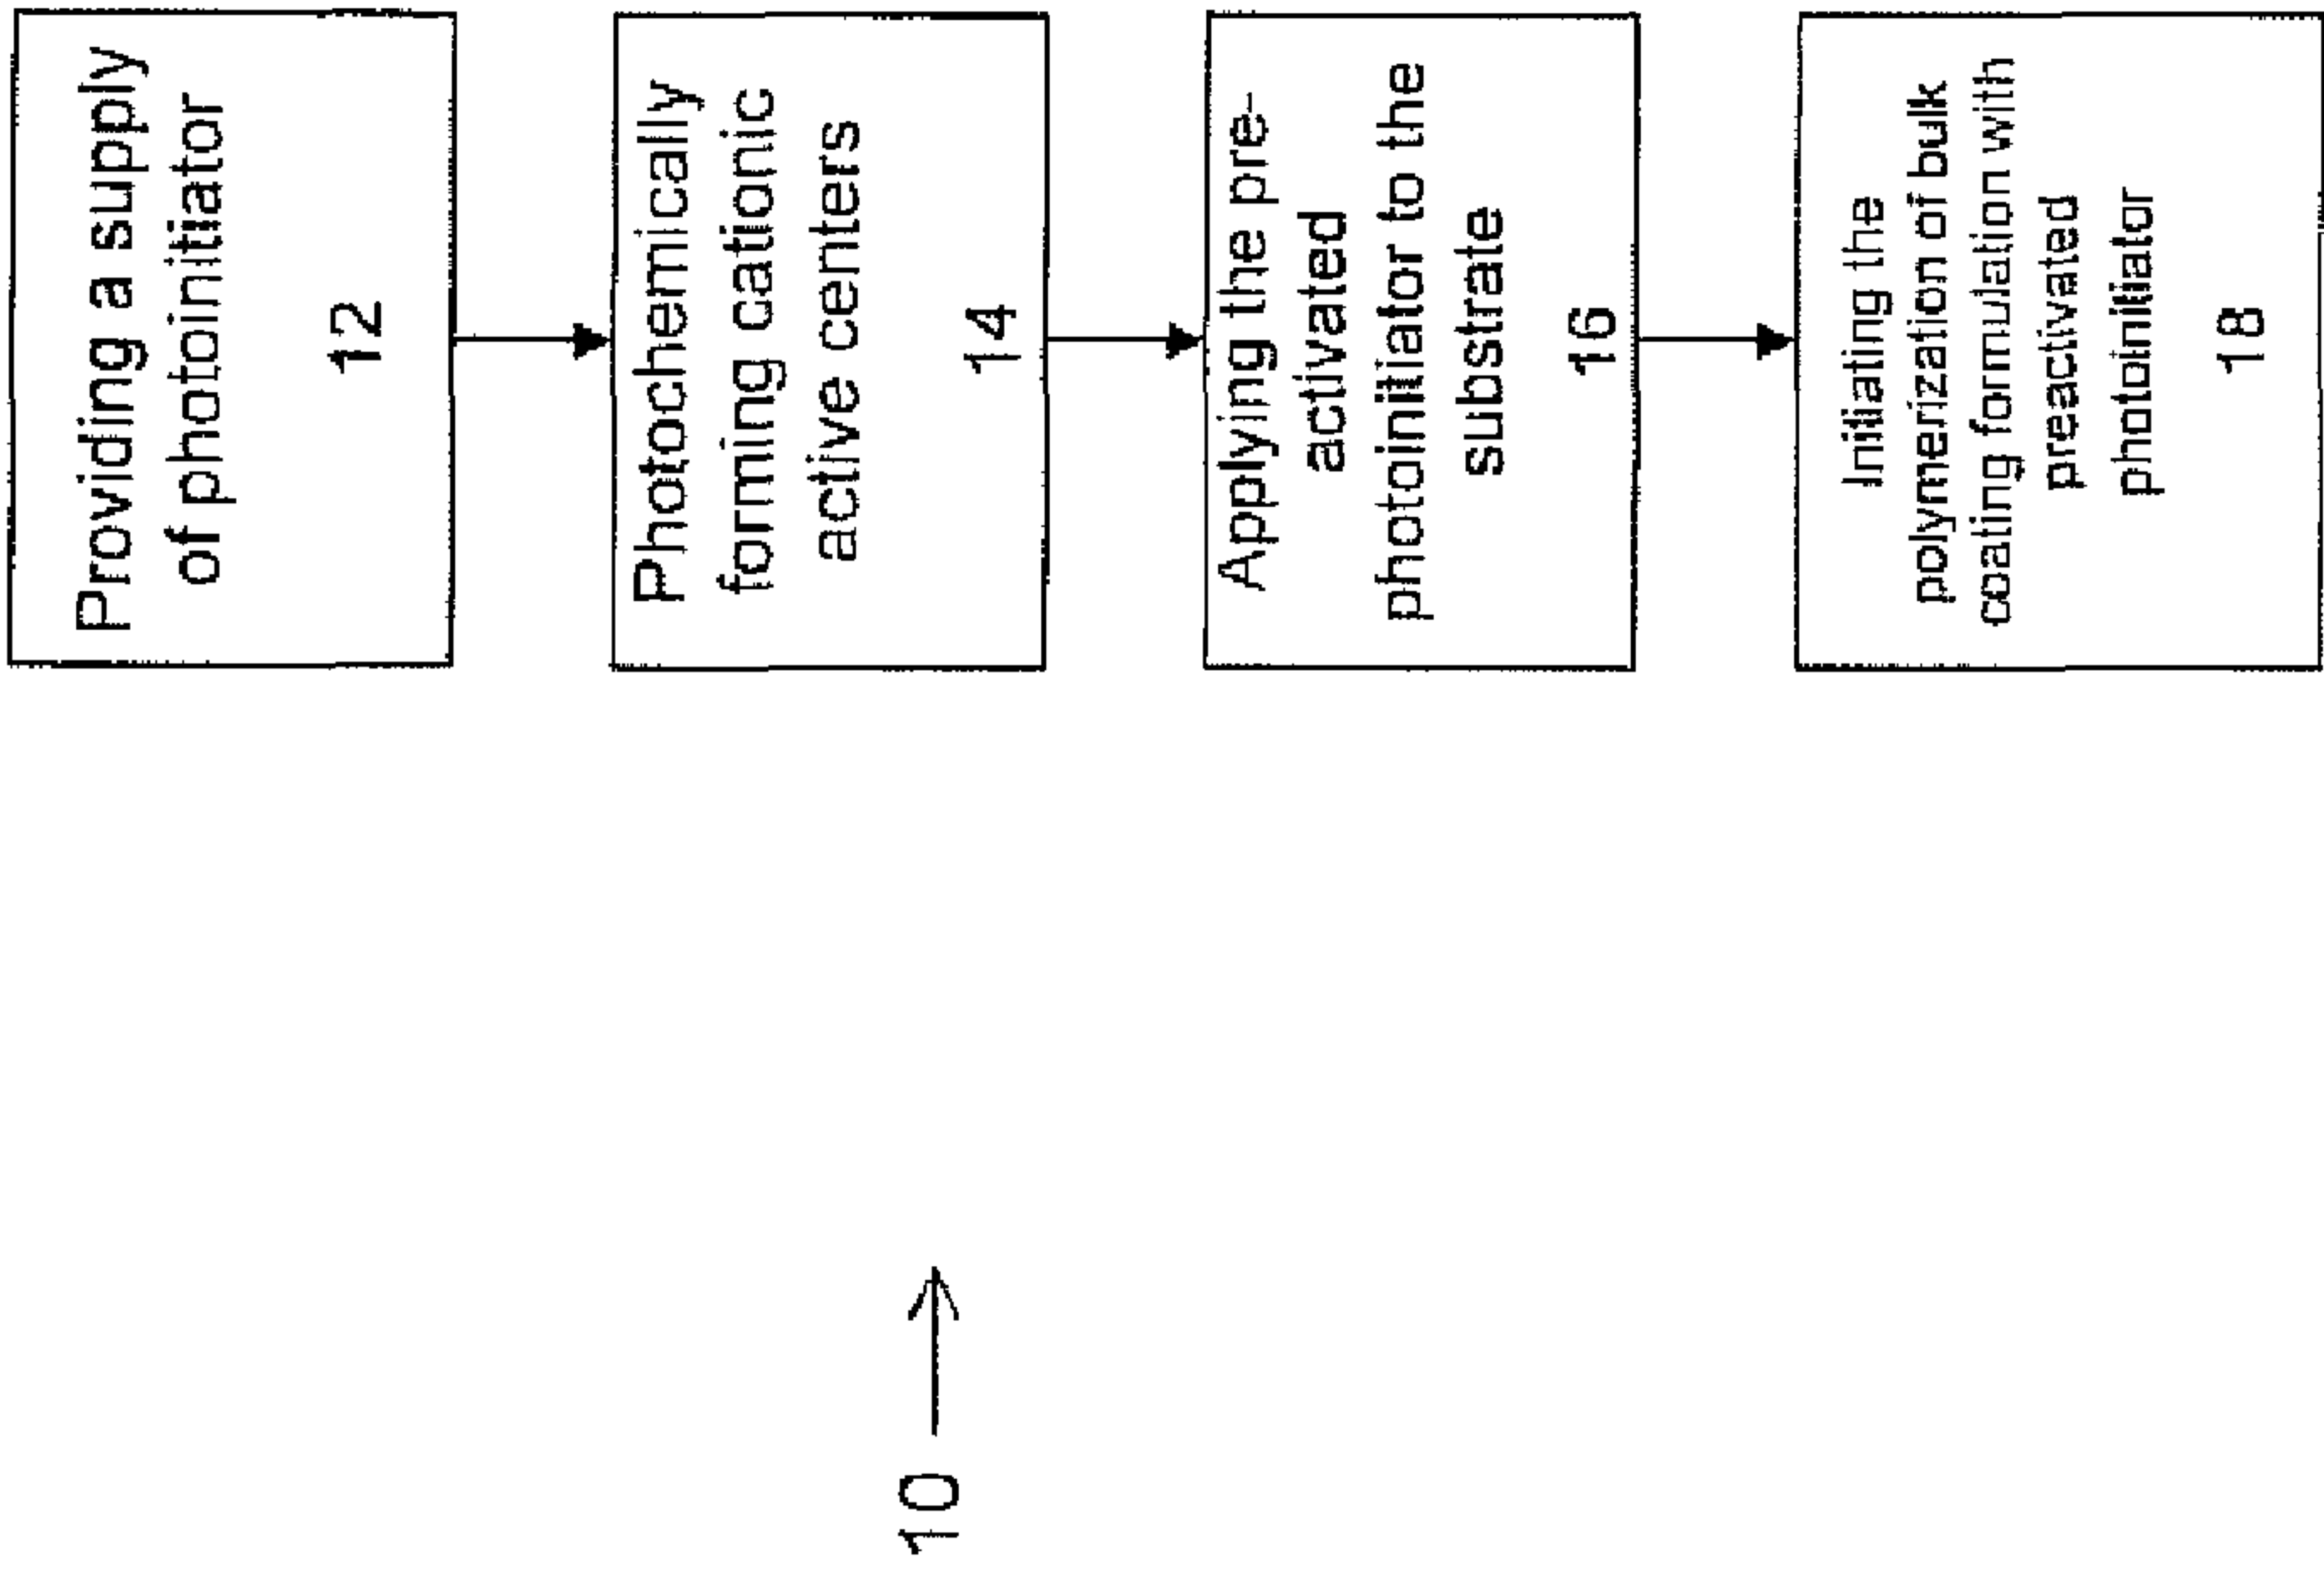 Providing a supply
of photoinitiator
12
Photochemically
forming cationic
active centers
14
Applying the pre-
activated
photoinitiator to the
substrate
16
Initiating the
polymerization of bulk
coating formulation with
preactivated
photoinitiator
18
10